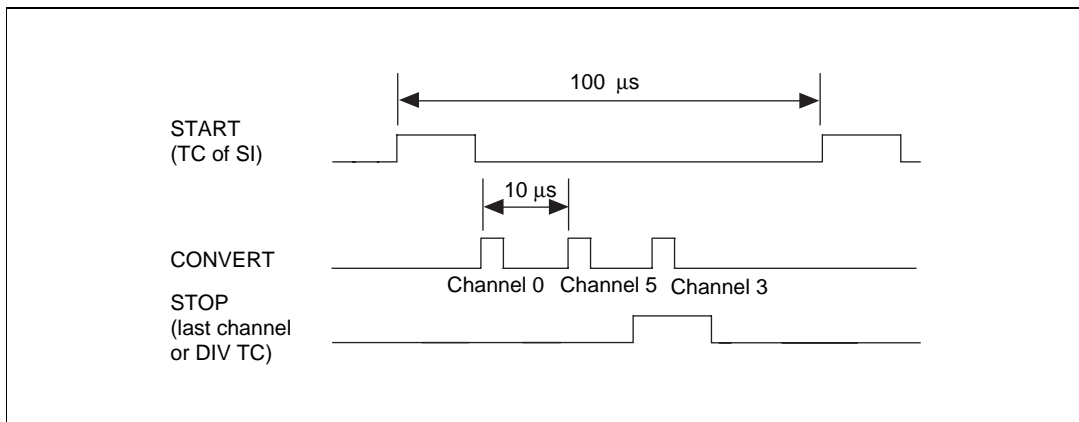 100 μs
START
(TC of SI)
10 μs
CONVERT
Channel 0 Channel 5 Channel 3
STOP
(last channel
or DIV TC)